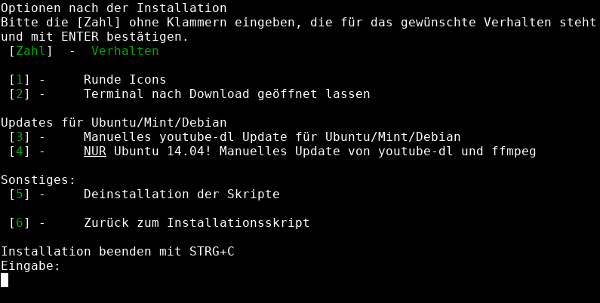 Optionen nach der Installation
Bitte die [Zahl] ohne Klammern eingeben, die für das gewünschte Verhalten steht
und mit ENTER bestätigen.
[Zahl]  -  Verhalten
[1] -     Runde Icons
[2] -     Terminal nach Download geöffnet lassen
Updates für Ubuntu/Mint/Debian
[3] -     Manuelles youtube-dl Update für Ubuntu/Mint/Debian
[4] -     NUR Ubuntu 14.04! Manuelles Update von youtube-dl und ffmpeg
Sonstiges:
[5] -     Deinstallation der Skripte
[6] -     Zurück zum Installationsskript
Installation beenden mit STRG+C
Eingabe: